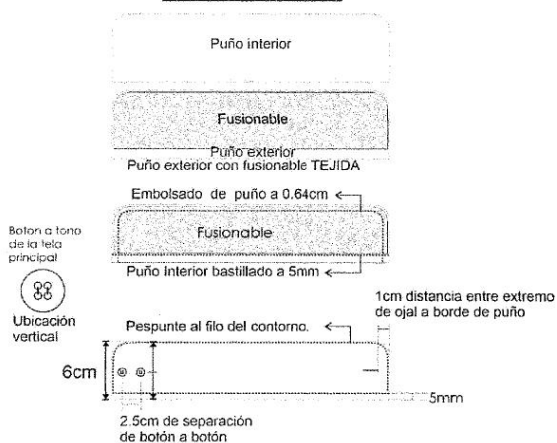 Puño interior
Fusionable
Puño exterior
Puño exterior con fusionable TEJIDA
Embolsado de puño a 0.64cm
Fusionable
Boton a tono
de la tela
principal
Puño Interior bastillado a 5mm
Ubicación
vertical
1cm distancia entre extremo
de ojal a borde de puño
Pespunte al filo del contorno.
6cm
5mm
2.5cm de separación
de botón a botón